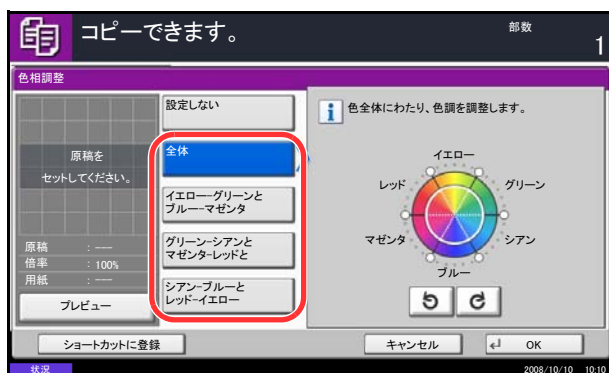 コピーできます。
部数
1
色相調整
原稿を
セットしてください。
原稿 : ---
倍率 : 100%
用紙 : ---
プレビュー
設定しない
全体
イエロー-グリーンと
ブルー-マゼンタ
グリーン-シアンと
マゼンタ-レッドと
シアン-ブルーと
レッド-イエロー
色全体にわたり、色調を調整します。
イエロー
レッド
グリーン
マゼンタ
シアン
ブルー
ショートカットに登録
キャンセル
OK
状況
2008/10/10 10:10